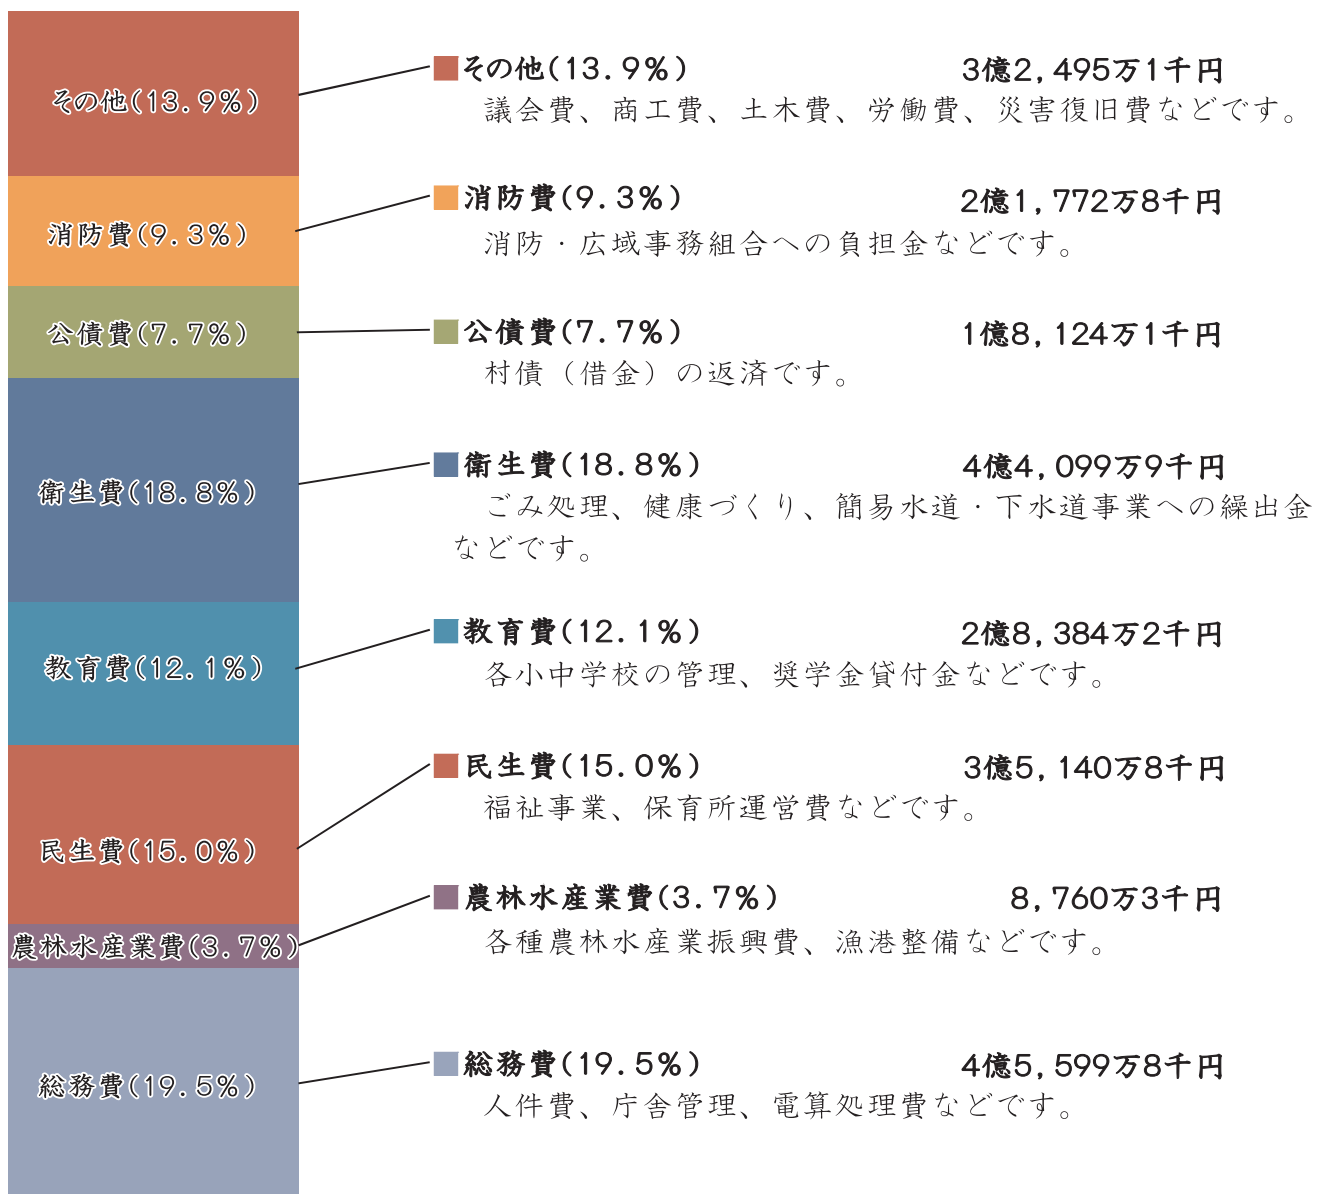 その他(13.9%)
消防費(9.3%)
公債費(7.7%)
衛生費(18.8%)
教育費(12.1%)
民生費(15.0%)
農林水産業費(3.7%)
総務費(19.5%)
■その他(13.9%) 3億2,495万1千円
議会費、商工費、土木費、労働費、災害復旧費などです。
■消防費(9.3%) 2億1,772万8千円
消防・広域事務組合への負担金などです。
■公債費(7.7%) 1億8,124万1千円
村債（借金）の返済です。
■衛生費(18.8%) 4億4,099万9千円
ごみ処理、健康づくり、簡易水道・下水道事業への繰出金
などです。
■教育費(12.1%) 2億8,384万2千円
各小中学校の管理、奨学金貸付金などです。
■民生費(15.0%) 3億5,140万8千円
福祉事業、保育所運営費などです。
■農林水産業費(3.7%) 8,760万3千円
各種農林水産業振興費、漁港整備などです。
■総務費(19.5%) 4億5,599万8千円
人件費、庁舎管理、電算処理費などです。